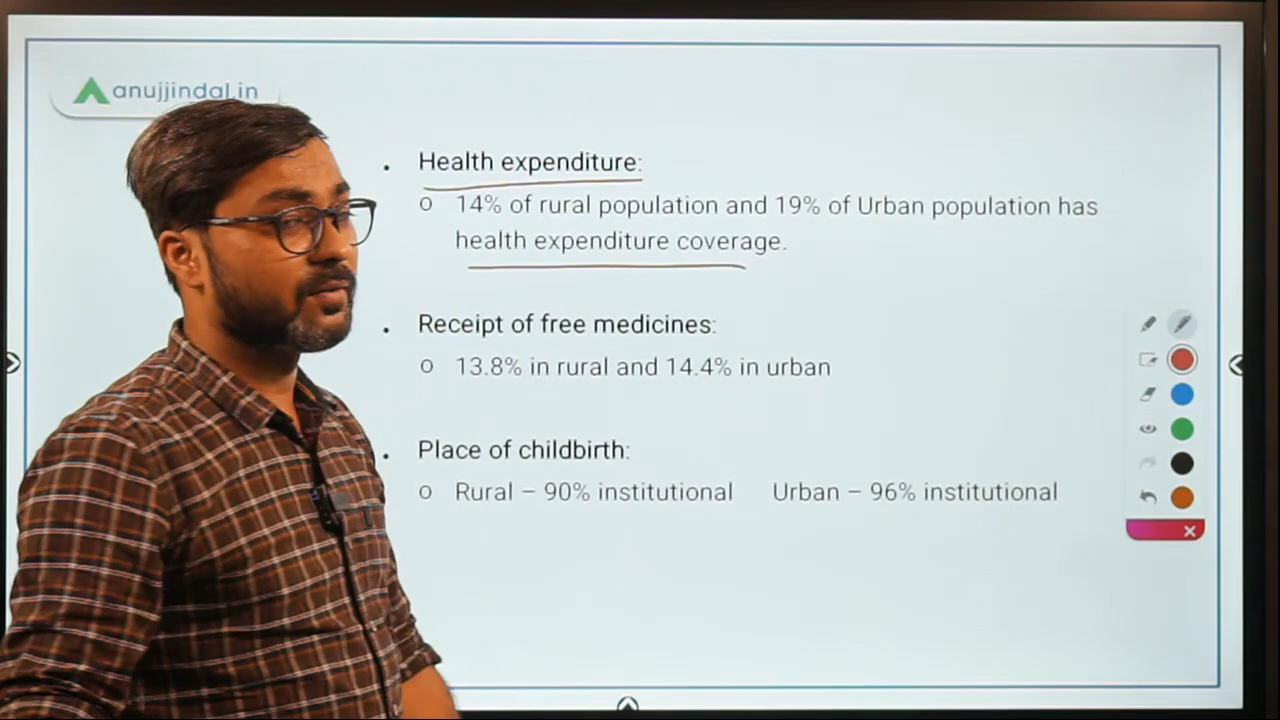 anujjindal.in
• Health expenditure:
o 14% of rural population and 19% of Urban population has
health expenditure coverage.
• Receipt of free medicines:
o 13.8% in rural and 14.4% in urban
• Place of childbirth:
o Rural – 90% institutional Urban – 96% institutional